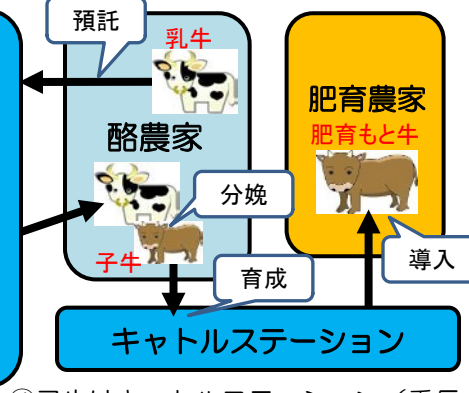 預託
乳牛
酪農家
肥育農家
肥育もと牛
分娩
子牛
育成
導入
キャトルステーション